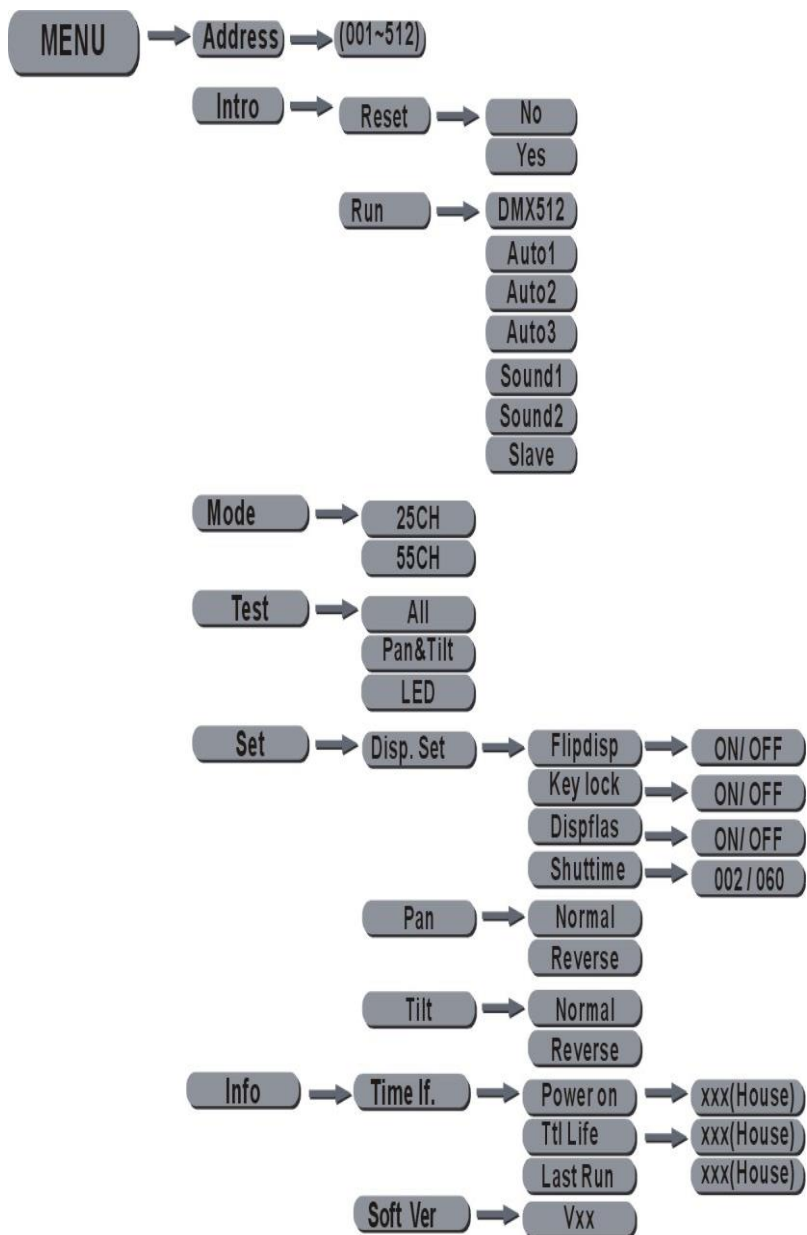 MENU Address (001~512)
Intro Reset No
Yes
Run DMX512
Auto1
Auto2
Auto3
Sound1
Sound2
Slave
Mode 25CH
55CH
Test All
Pan&Tilt
LED
Set Disp. Set Flipdisp ON/ OFF
Key lock ON/ OFF
Dispflas ON/ OFF
Shuttime 002 / 060
Pan Normal
Reverse
Tilt Normal
Reverse
Info Time If. Power on xxx(House)
Ttl Life xxx(House)
Last Run xxx(House)
Soft Ver Vxx